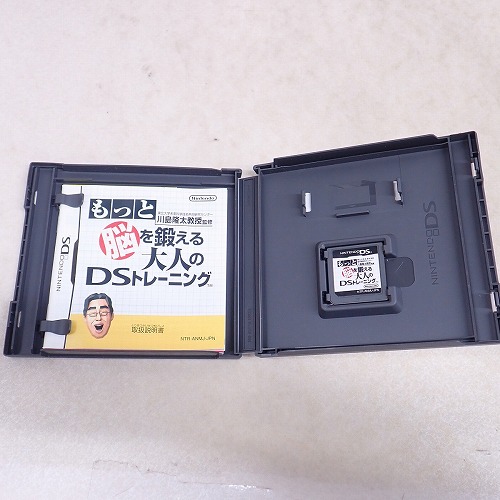 Nintendo
もっと
東北大学未来科学技術共同研究センター
川島隆太教授監修
脳を鍛える
大人の
DSトレーニング
取扱説明書
NTR-ANMJ-JPN
NINTENDO DS
NINTENDO DS
もっと
脳を鍛える
大人の
DSトレーニング
NINTENDO DS